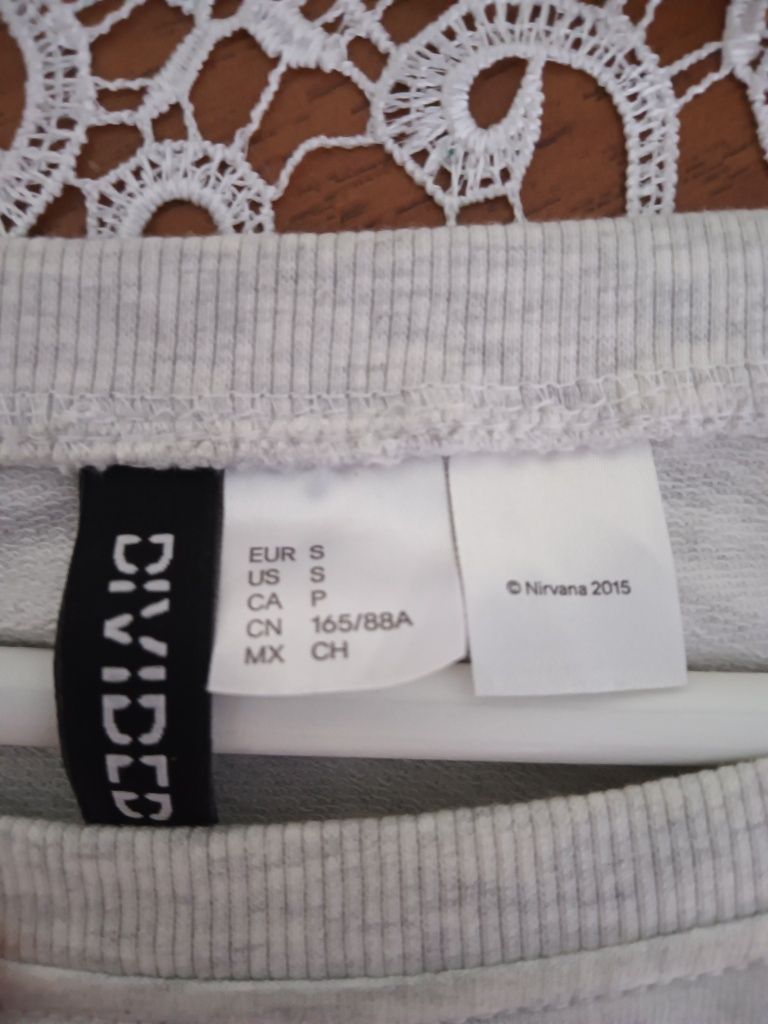 DIVIDED
EUR S
US S
CA P
CN 165/88A
MX CH
© Nirvana 2015